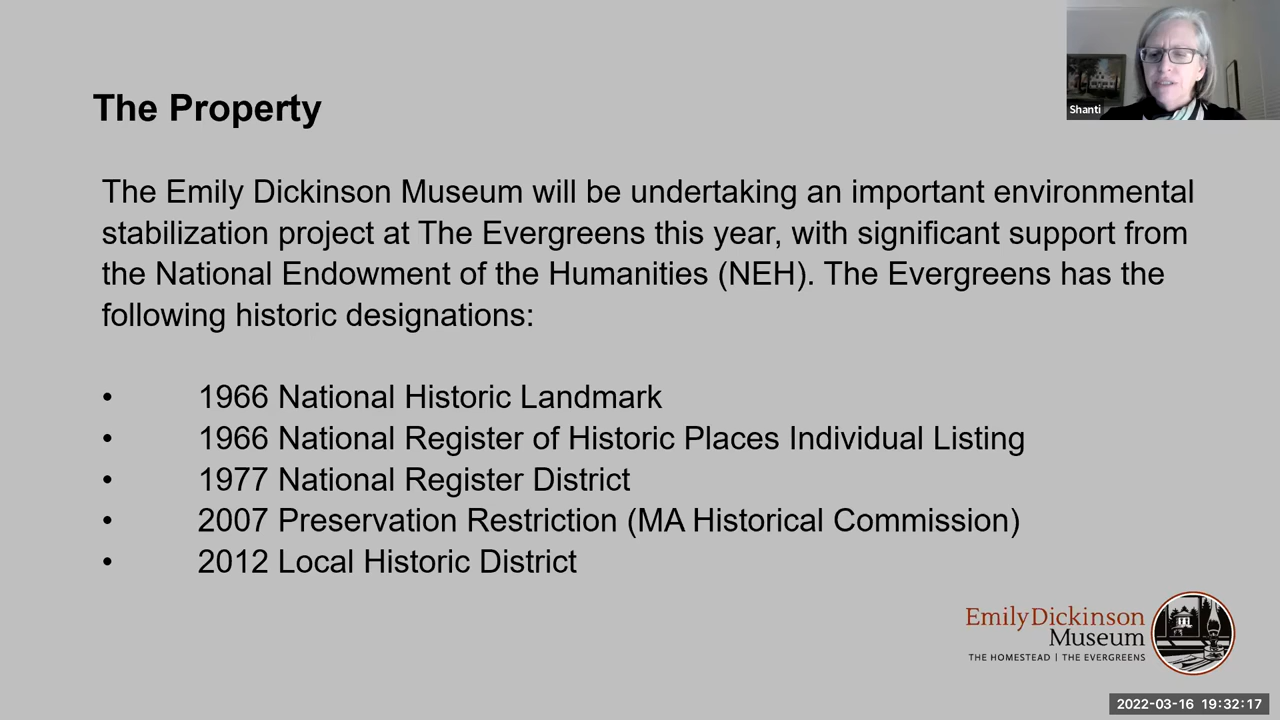 Shanti
The Property
The Emily Dickinson Museum will be undertaking an important environmental
stabilization project at The Evergreens this year, with significant support from
the National Endowment of the Humanities (NEH). The Evergreens has the
following historic designations:
• 1966 National Historic Landmark
• 1966 National Register of Historic Places Individual Listing
• 1977 National Register District
• 2007 Preservation Restriction (MA Historical Commission)
• 2012 Local Historic District
EmilyDickinson
Museum
THE HOMESTEAD | THE EVERGREENS
2022-03-16 19:32:17